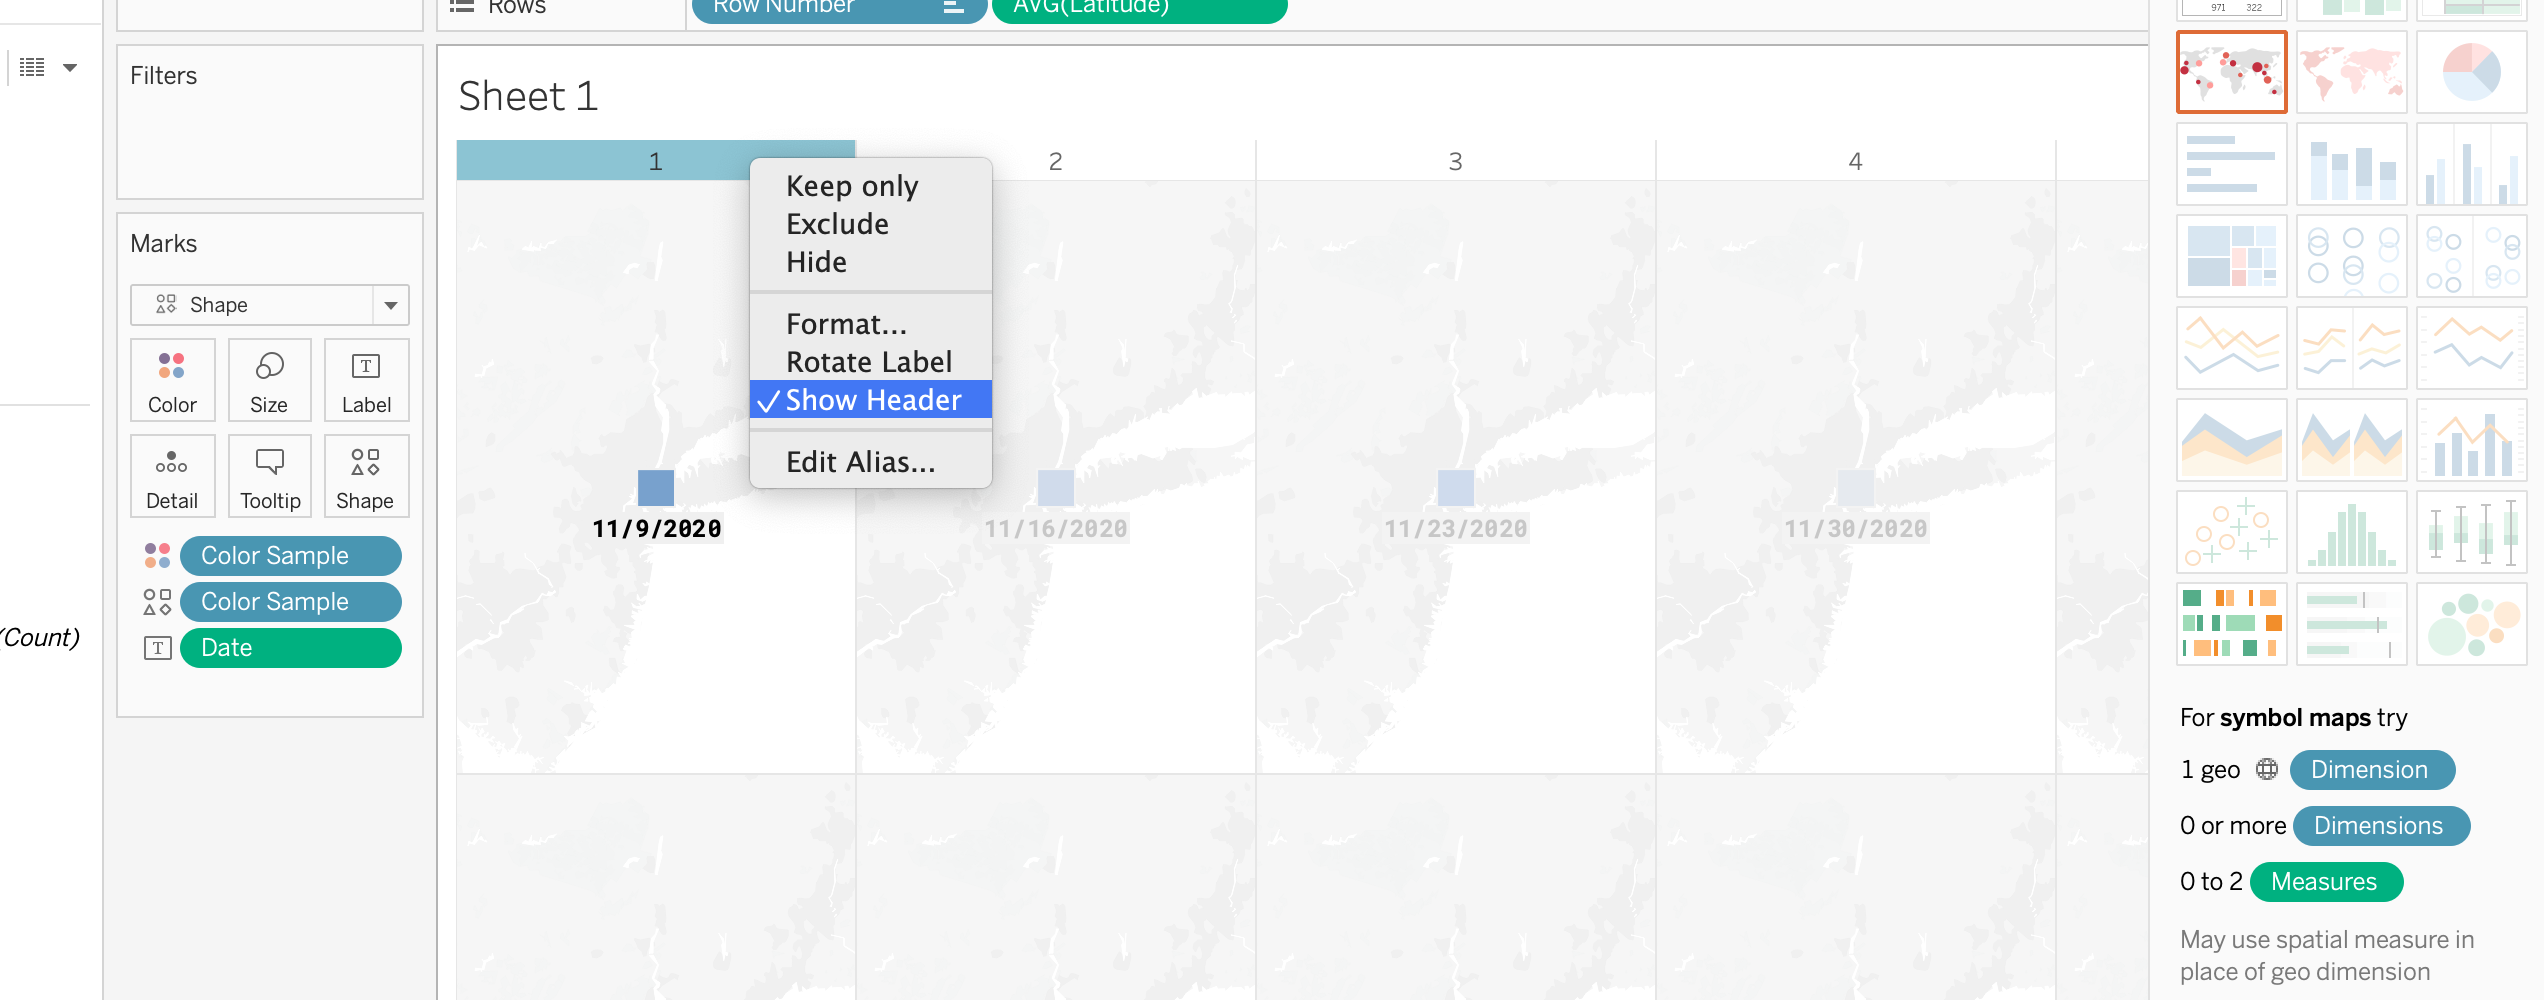 Rows
Row Number
AVG(Latitude)
971 322
Filters
Sheet 1
1 2 3 4
Keep only
Exclude
Hide
Format...
Rotate Label
✓ Show Header
Edit Alias...
Marks
Shape
Color Size Label
Detail Tooltip Shape
Color Sample
Color Sample
T Date
(Count)
11/9/2020 11/16/2020 11/23/2020 11/30/2020
For symbol maps try
1 geo Dimension
0 or more Dimensions
0 to 2 Measures
May use spatial measure in
place of geo dimension